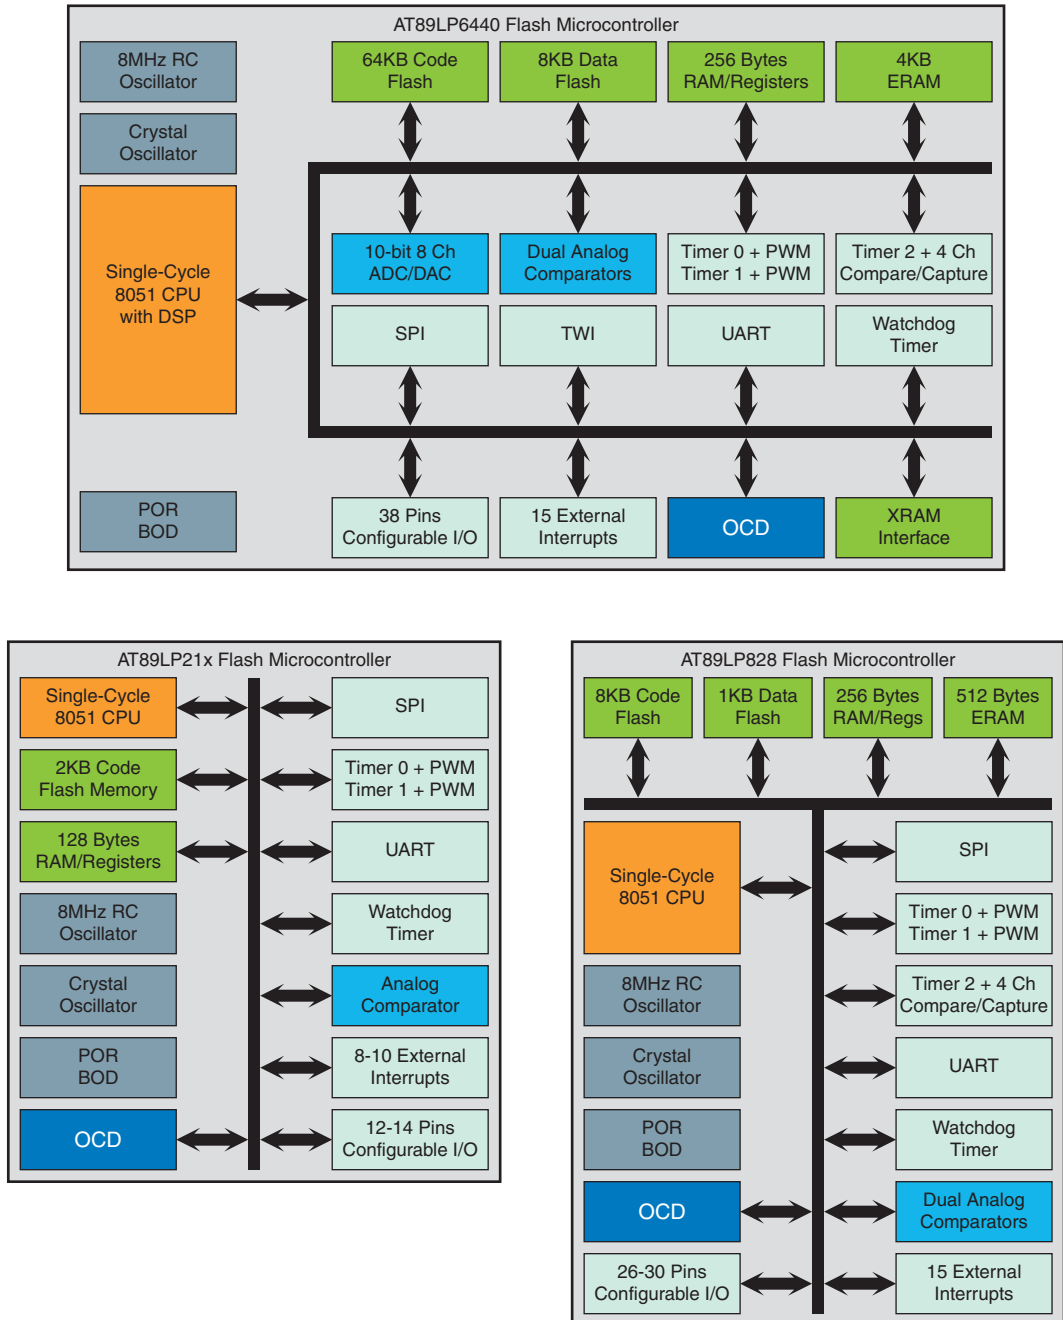 AT89LP6440 Flash Microcontroller
8MHz RC
Oscillator
64KB Code
Flash
8KB Data
Flash
256 Bytes
RAM/Registers
4KB
ERAM
Crystal
Oscillator
Single-Cycle
8051 CPU
with DSP
10-bit 8 Ch
ADC/DAC
Dual Analog
Comparators
Timer 0 + PWM
Timer 1 + PWM
Timer 2 + 4 Ch
Compare/Capture
SPI
TWI
UART
Watchdog
Timer
POR
BOD
38 Pins
Configurable I/O
15 External
Interrupts
OCD
XRAM
Interface
AT89LP21x Flash Microcontroller
Single-Cycle
8051 CPU
SPI
2KB Code
Flash Memory
Timer 0 + PWM
Timer 1 + PWM
128 Bytes
RAM/Registers
UART
8MHz RC
Oscillator
Watchdog
Timer
Crystal
Oscillator
Analog
Comparator
POR
BOD
8-10 External
Interrupts
OCD
12-14 Pins
Configurable I/O
AT89LP828 Flash Microcontroller
8KB Code
Flash
1KB Data
Flash
256 Bytes
RAM/Regs
512 Bytes
ERAM
Single-Cycle
8051 CPU
SPI
Timer 0 + PWM
Timer 1 + PWM
8MHz RC
Oscillator
Timer 2 + 4 Ch
Compare/Capture
Crystal
Oscillator
UART
POR
BOD
Watchdog
Timer
OCD
Dual Analog
Comparators
26-30 Pins
Configurable I/O
15 External
Interrupts